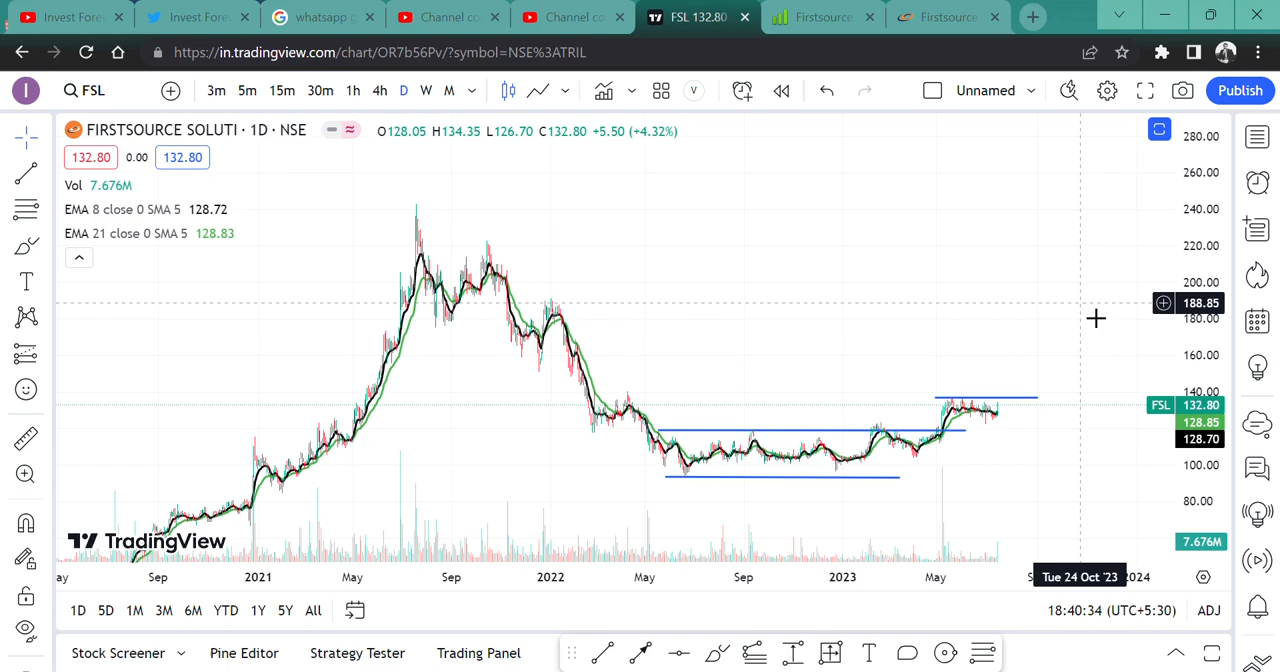 Invest Fore
Invest Fore
whatsapp
Channel co
Channel co
FSL 132.80
Firstsource
Firstsource
https://in.tradingview.com/chart/OR7b56Pv/?symbol=NSE%3ATRIL
I
FSL
3m 5m 15m 30m 1h 4h D W M
V
Unnamed
Publish
FIRSTSOURCE SOLUTI · 1D · NSE
O128.05 H134.35 L126.70 C132.80 +5.50 (+4.32%)
132.80 0.00 132.80
Vol 7.676M
EMA 8 close 0 SMA 5 128.72
EMA 21 close 0 SMA 5 128.83
280.00
260.00
240.00
220.00
200.00
188.85
180.00
160.00
140.00
FSL 132.80
128.85
128.70
100.00
80.00
7.676M
TradingView
ay Sep 2021 May Sep 2022 May Sep 2023 May S Tue 24 Oct '23 2024
1D 5D 1M 3M 6M YTD 1Y 5Y All
18:40:34 (UTC+5:30) ADJ
Stock Screener Pine Editor Strategy Tester Trading Panel